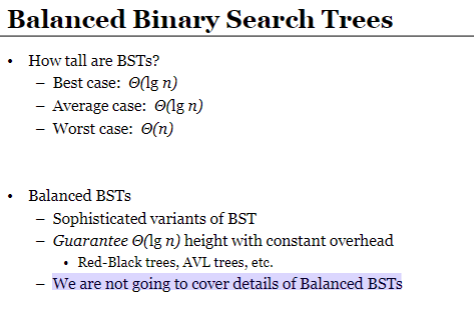 Balanced Binary Search Trees
• How tall are BSTs?
– Best case: Θ(lg n)
– Average case: Θ(lg n)
– Worst case: Θ(n)
• Balanced BSTs
– Sophisticated variants of BST
– Guarantee Θ(lg n) height with constant overhead
• Red-Black trees, AVL trees, etc.
– We are not going to cover details of Balanced BSTs